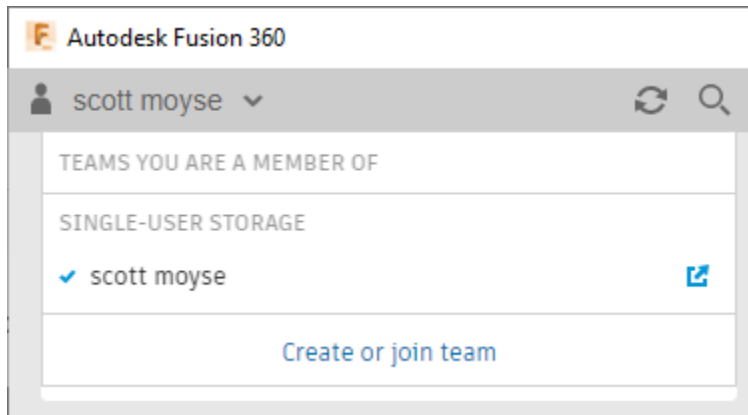 Autodesk Fusion 360
scott moyse
TEAMS YOU ARE A MEMBER OF
SINGLE-USER STORAGE
scott moyse
Create or join team